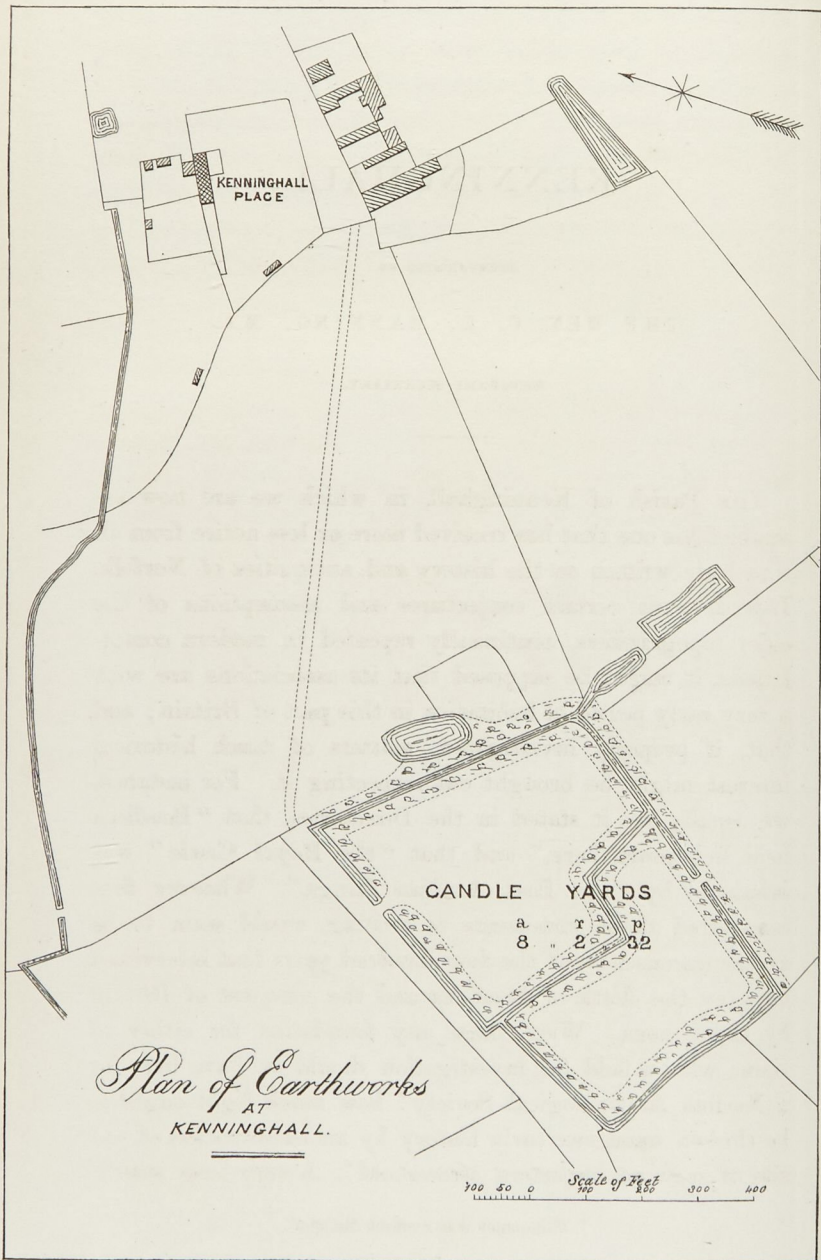 KENNINGHALL
PLACE
CANDLE YARDS
a r p
8 .. 2 .. 32
Plan of Earthworks
AT
KENNINGHALL.
Scale of Feet
100 50 0 100 200 300 400